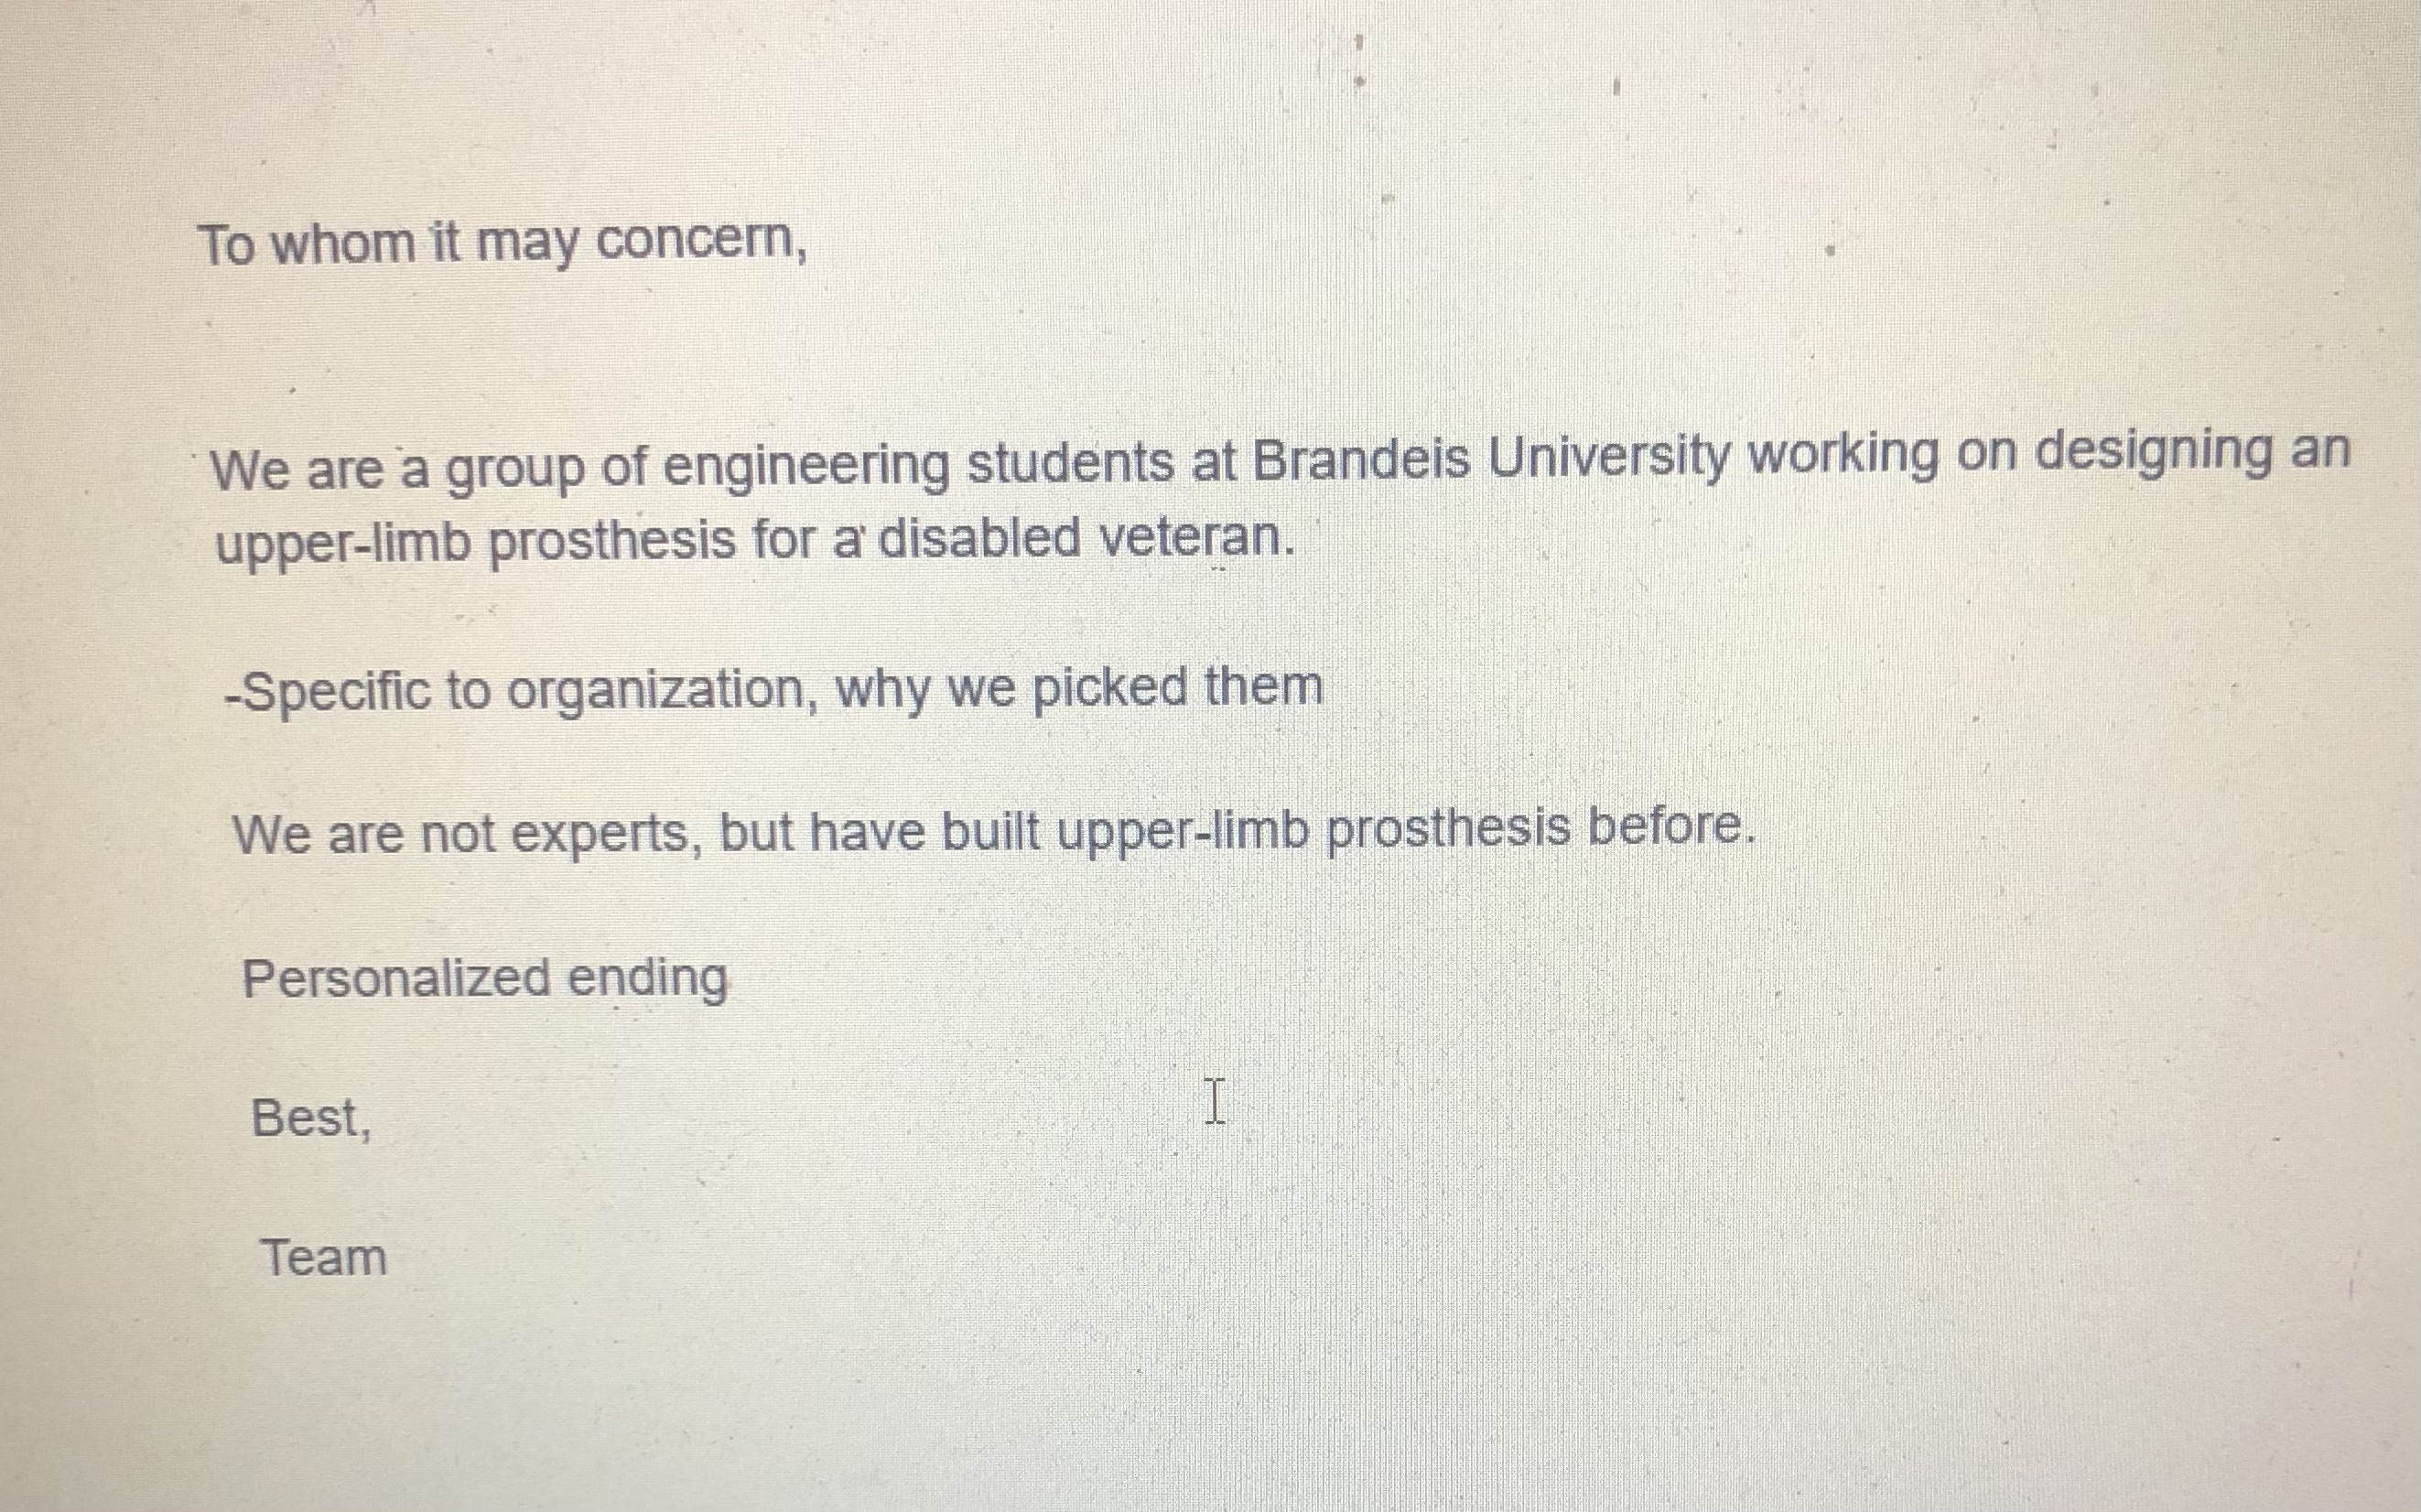 To whom it may concern,
We are a group of engineering students at Brandeis University working on designing an
upper-limb prosthesis for a disabled veteran.
-Specific to organization, why we picked them
We are not experts, but have built upper-limb prosthesis before.
Personalized ending
Best,
Team